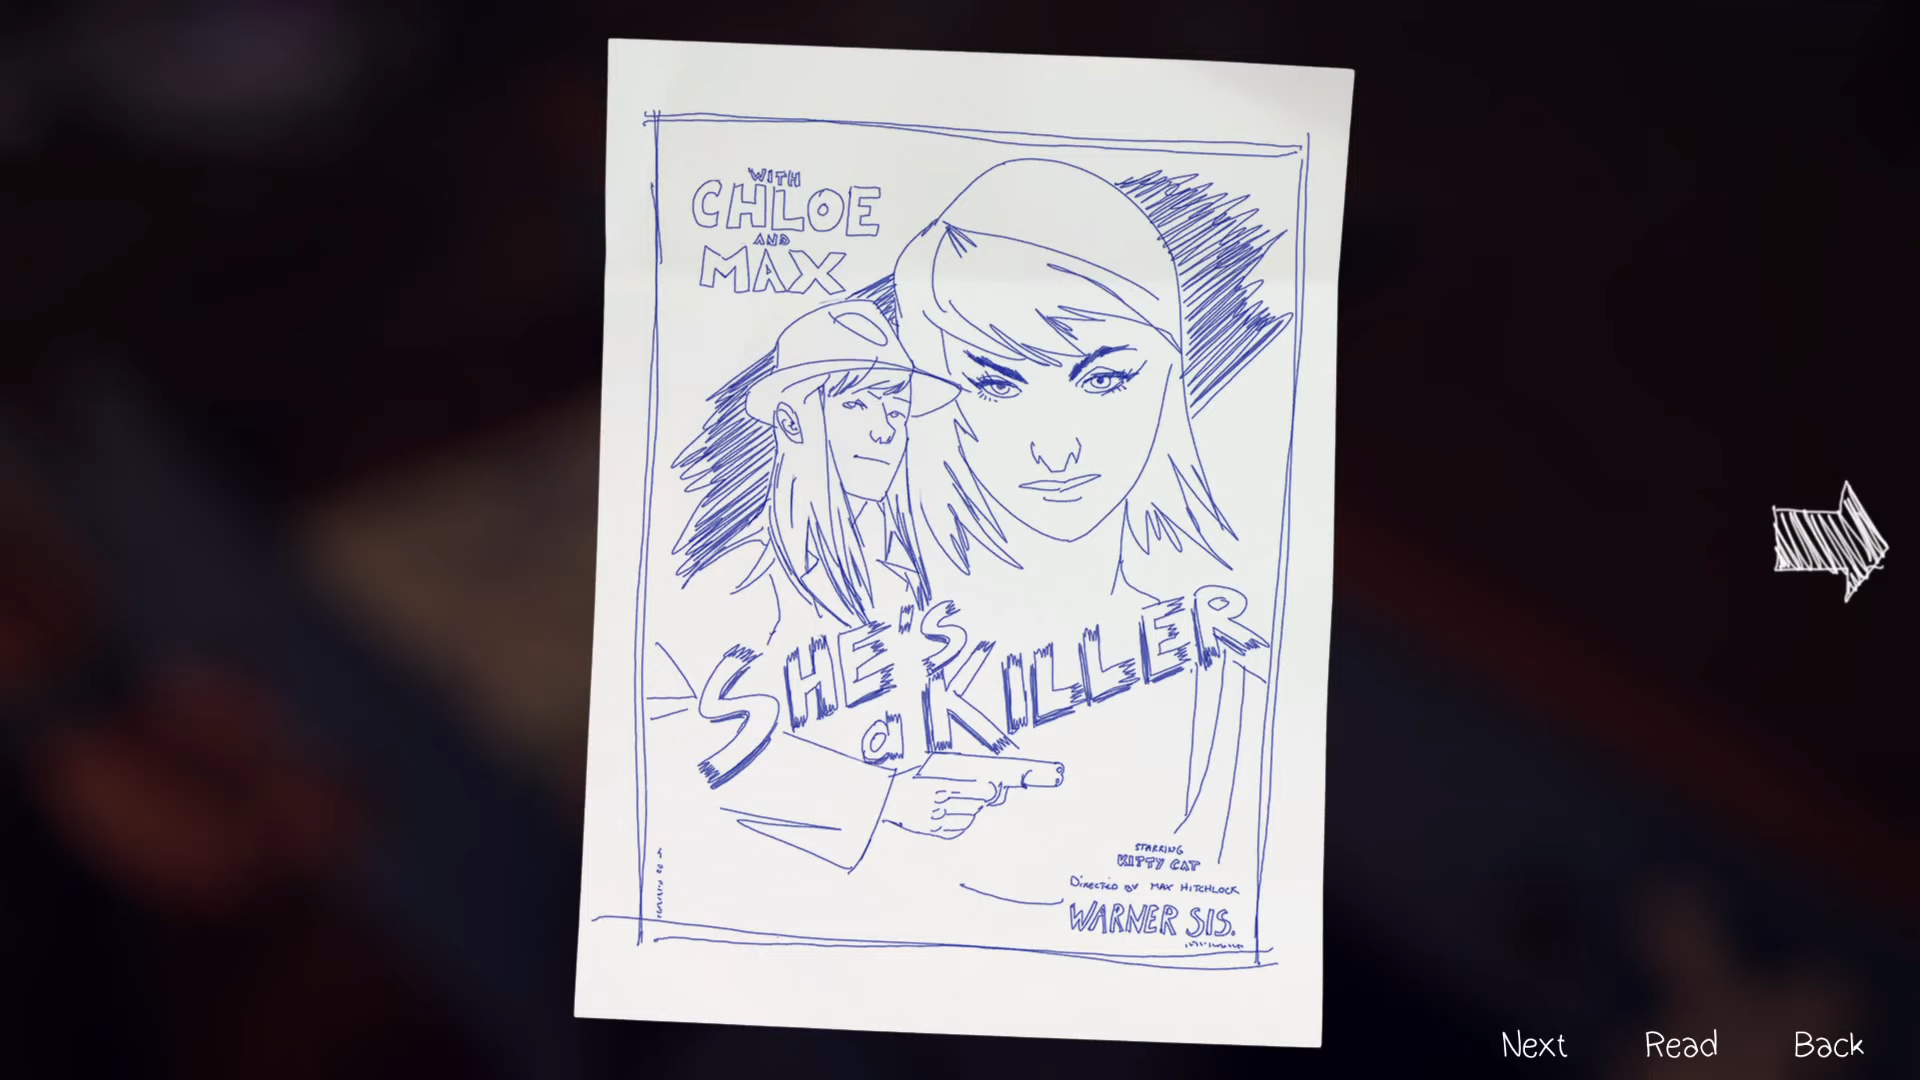 WITH
CHLOE
AND
MAX
SHE'S
a KILLER
STARRING
KITTY CAT
DIRECTED BY MAX HITCHLOCK
WARNER SIS.
Next Read Back